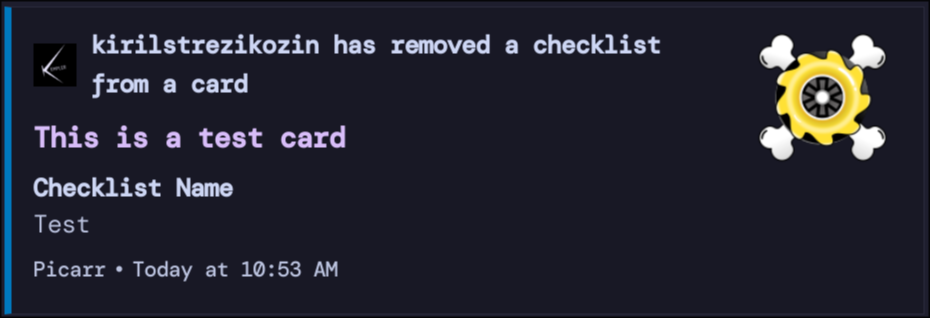 kirilstrezikozin has removed a checklist
from a card
This is a test card
Checklist Name
Test
Picarr • Today at 10:53 AM